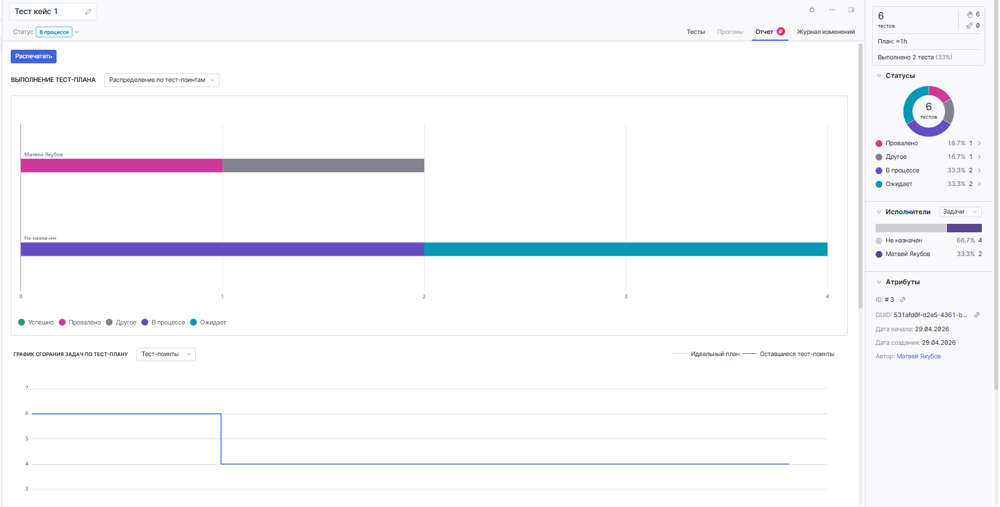 Тест кейс 1
Статус В процессе
Тесты Прогоны Отчет ₽ Журнал изменений
Распечатать
ВЫПОЛНЕНИЕ ТЕСТ-ПЛАНА Распределение по тест-поинтам
Матвей Якубов
Не назначен
0 1 2 3 4
Успешно Провалено Другое В процессе Ожидает
ГРАФИК СГОРАНИЯ ЗАДАЧ ПО ТЕСТ-ПЛАНУ Тест-поинты Идеальный план Оставшиеся тест-поинты
7
6
5
4
3
6 6
тестов 0
План: ≈1h
Выполнено 2 теста (33%)
Статусы
6
тестов
Провалено 16.7% 1
Другое 16.7% 1
В процессе 33.3% 2
Ожидает 33.3% 2
Исполнители Задачи
Не назначен 66.7% 4
Матвей Якубов 33.3% 2
Атрибуты
ID: # 3
GUID: 531afd0f-d2e5-4361-b...
Дата начала: 29.04.2026
Дата создания: 29.04.2026
Автор: Матвей Якубов